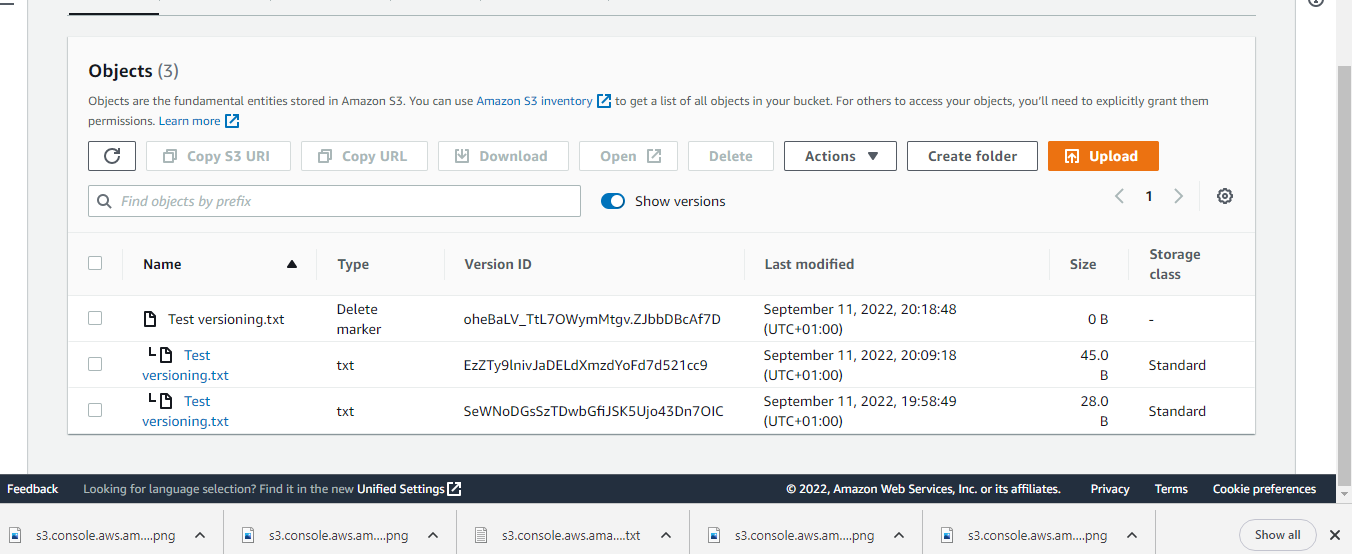 Objects (3)
Objects are the fundamental entities stored in Amazon S3. You can use Amazon S3 inventory to get a list of all objects in your bucket. For others to access your objects, you'll need to explicitly grant them
permissions. Learn more
Copy S3 URI Copy URL Download Open Delete Actions Create folder Upload
Find objects by prefix Show versions 1
Name Type Version ID Last modified Size Storage
class
Test versioning.txt Delete
marker oheBaLV_TtL7OWymMtgv.ZJbbDBcAf7D September 11, 2022, 20:18:48
(UTC+01:00) 0 B -
Test
versioning.txt txt EzZTy9lnivJaDELdXmzdYoFd7d521cc9 September 11, 2022, 20:09:18
(UTC+01:00) 45.0
B Standard
Test
versioning.txt txt SeWNoDGsSzTDwbGfiJSK5Ujo43Dn7OIC September 11, 2022, 19:58:49
(UTC+01:00) 28.0
B Standard
Feedback Looking for language selection? Find it in the new Unified Settings © 2022, Amazon Web Services, Inc. or its affiliates. Privacy Terms Cookie preferences
s3.console.aws.am....png s3.console.aws.am....png s3.console.aws.ama....txt s3.console.aws.am....png s3.console.aws.am....png Show all